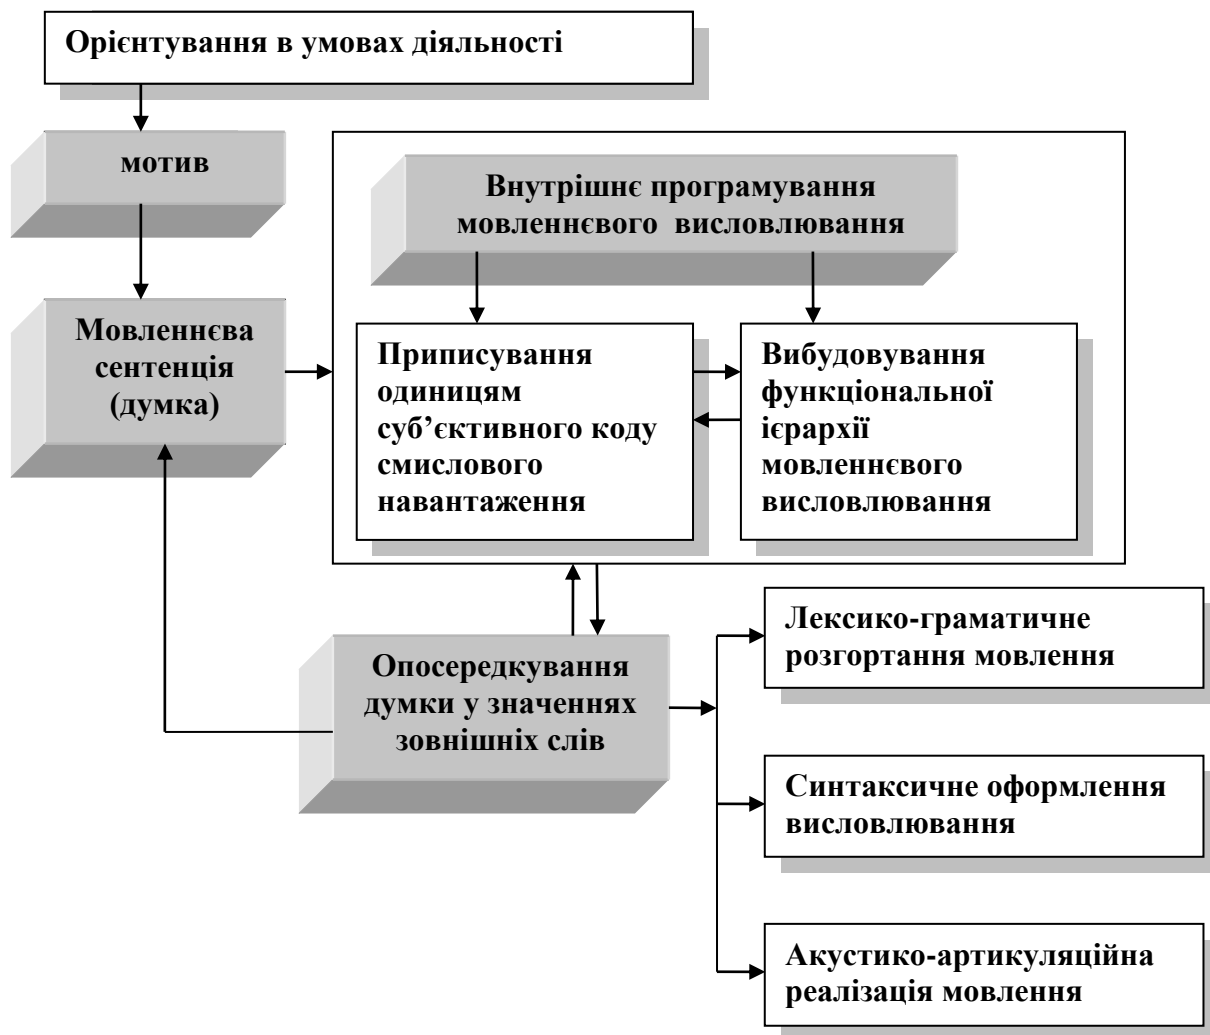 Орієнтування в умовах діяльності
мотив
Внутрішнє програмування
мовленнєвого висловлювання
Мовленнєва
сентенція
(думка)
Приписування
одиницям
суб’єктивного коду
смислового
навантаження
Вибудовування
функціональної
ієрархії
мовленнєвого
висловлювання
Опосередкування
думки у значеннях
зовнішніх слів
Лексико-граматичне
розгортання мовлення
Синтаксичне оформлення
висловлювання
Акустико-артикуляційна
реалізація мовлення